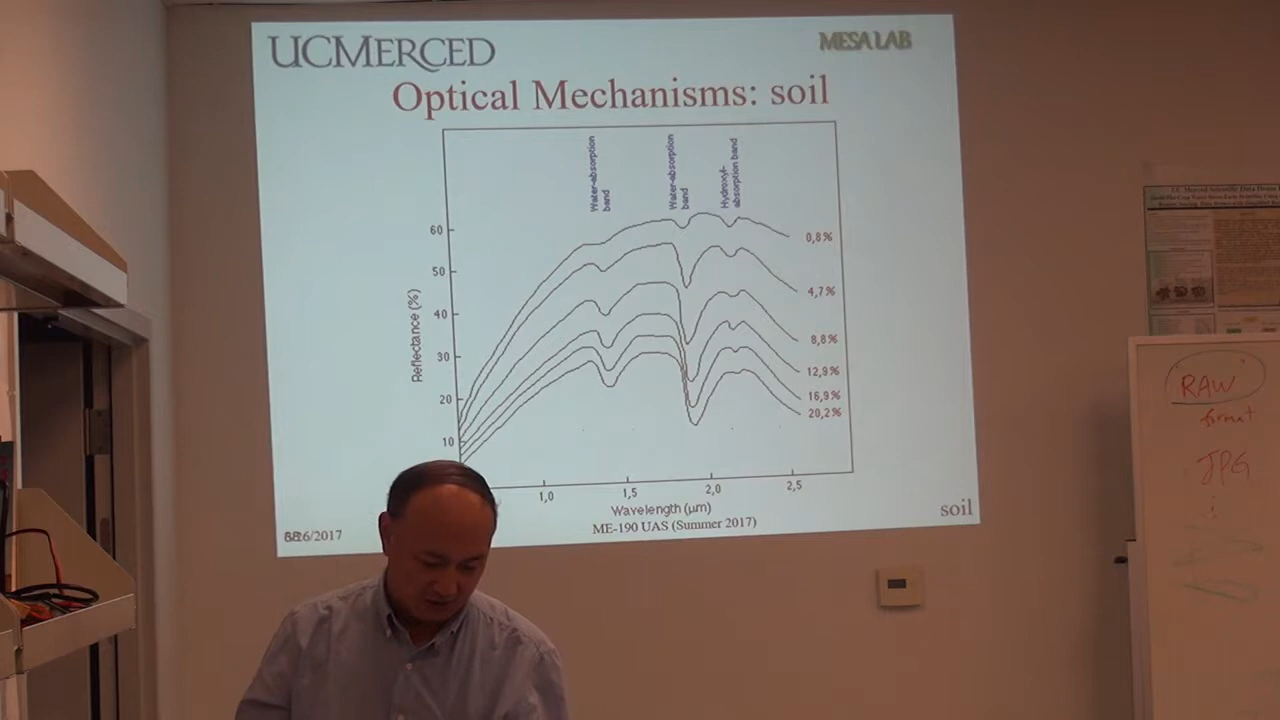 UCMERCED
MESA LAB
Optical Mechanisms: soil
Water-absorption
band
Water-absorption
band
Hydroxyl-
absorption band
60
50
40
30
20
10
Reflectance (%)
0,8%
4,7%
8,8%
12,9%
16,9%
20,2%
1,0
1,5
2,0
2,5
Wavelength (µm)
ME-190 UAS (Summer 2017)
26/2017
soil
RAW
format
JPG